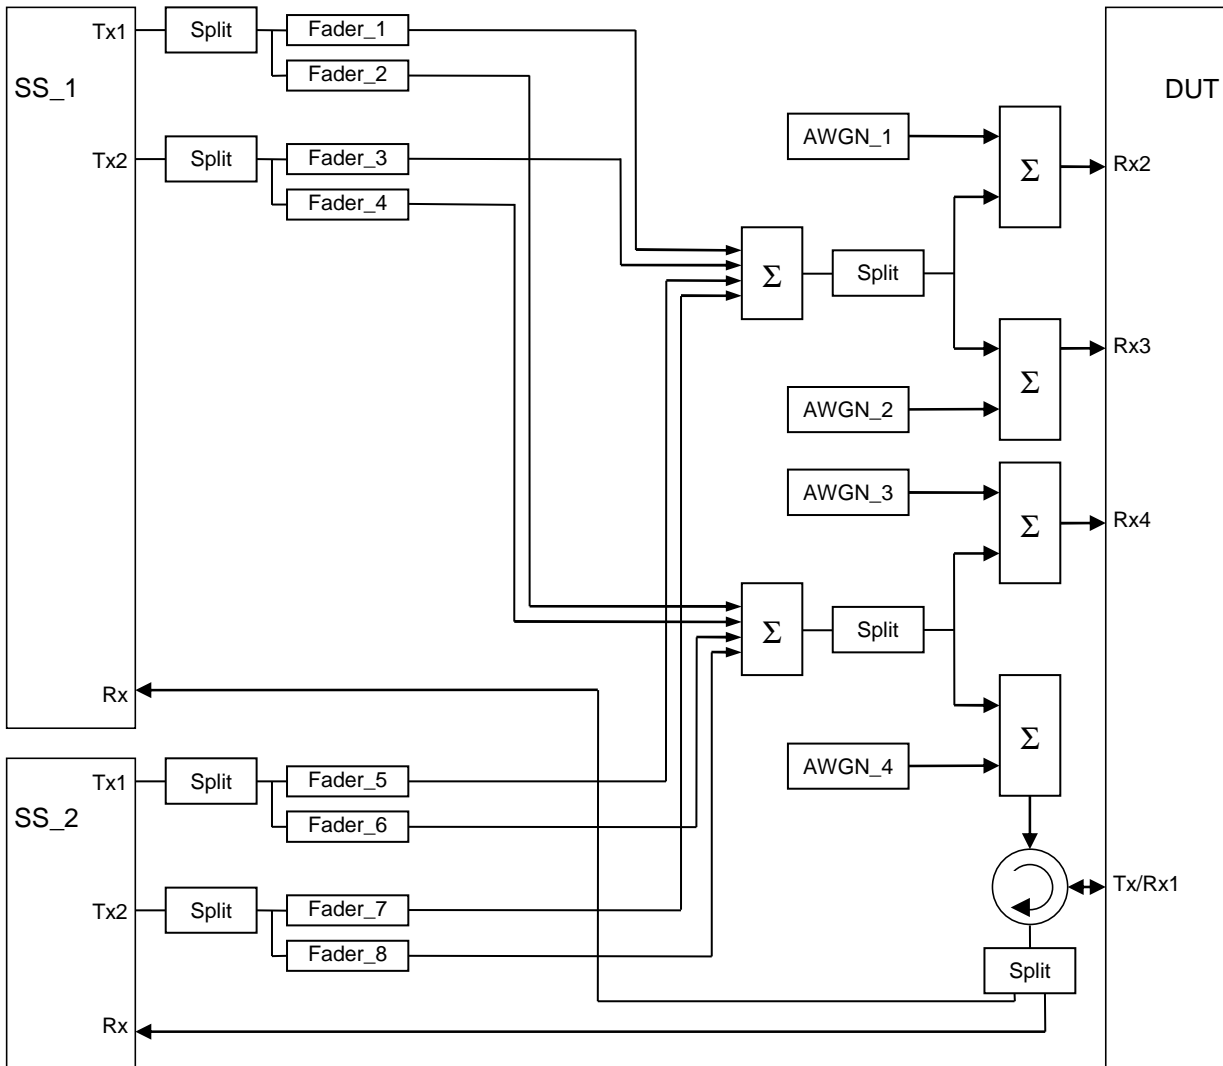 SS_1
Tx1
Split
Fader_1
Fader_2
Tx2
Split
Fader_3
Fader_4
Rx
SS_2
Tx1
Split
Fader_5
Fader_6
Tx2
Split
Fader_7
Fader_8
Rx
Σ
Split
Σ
Split
AWGN_1
Σ
Rx2
AWGN_2
Σ
Rx3
AWGN_3
Σ
Rx4
AWGN_4
Σ
Tx/Rx1
Split
DUT